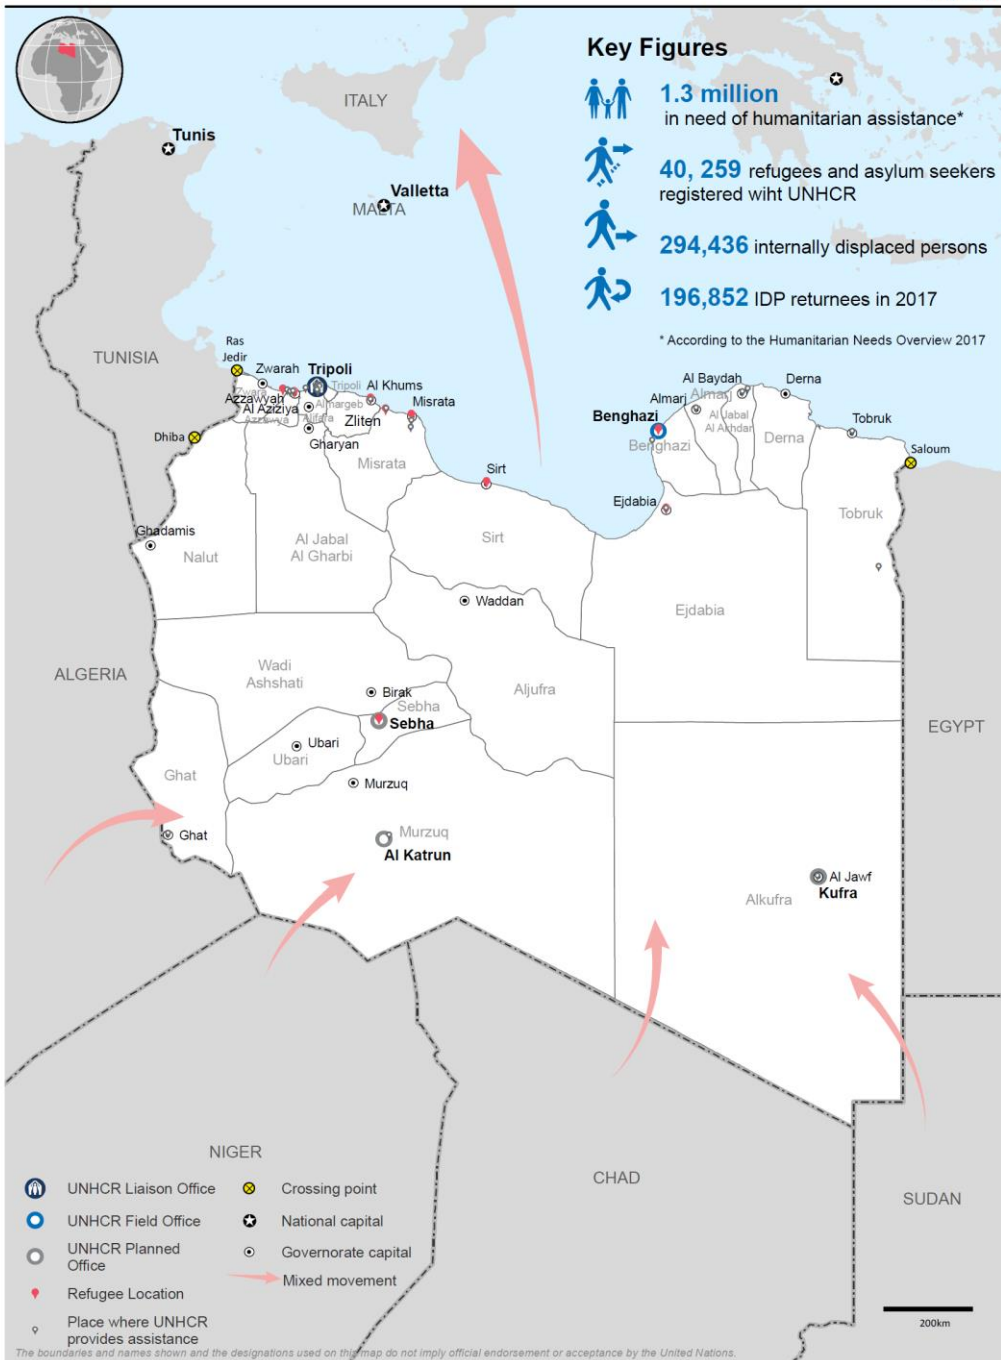 Key Figures
1.3 million
in need of humanitarian assistance*
40, 259 refugees and asylum seekers
registered wiht UNHCR
294,436 internally displaced persons
196,852 IDP returnees in 2017
* According to the Humanitarian Needs Overview 2017
ITALY
Tunis
Valletta
MALTA
TUNISIA
Ras
Jedir
Zwarah
Tripoli
Tripoli
Al Khums
Zwara
Azzawyah
Almargeb
Misrata
Al Aziziya
Azzawya
Aljfara
Zliten
Dhiba
Gharyan
Misrata
Al Baydah
Derna
Almarj
Almarj
Benghazi
Al Jabal
Al Akhdar
Tobruk
Benghazi
Derna
Saloum
Sirt
Ejdabia
Tobruk
Ghadamis
Nalut
Al Jabal
Al Gharbi
Sirt
Waddan
Ejdabia
ALGERIA
Wadi
Ashshati
Aljufra
Birak
Sebha
Sebha
EGYPT
Ubari
Ubari
Ghat
Murzuq
Ghat
Murzuq
Al Katrun
Al Jawf
Kufra
Alkufra
NIGER
CHAD
SUDAN
UNHCR Liaison Office
Crossing point
UNHCR Field Office
National capital
UNHCR Planned
Office
Governorate capital
Mixed movement
Refugee Location
Place where UNHCR
provides assistance
200km
The boundaries and names shown and the designations used on this map do not imply official endorsement or acceptance by the United Nations.